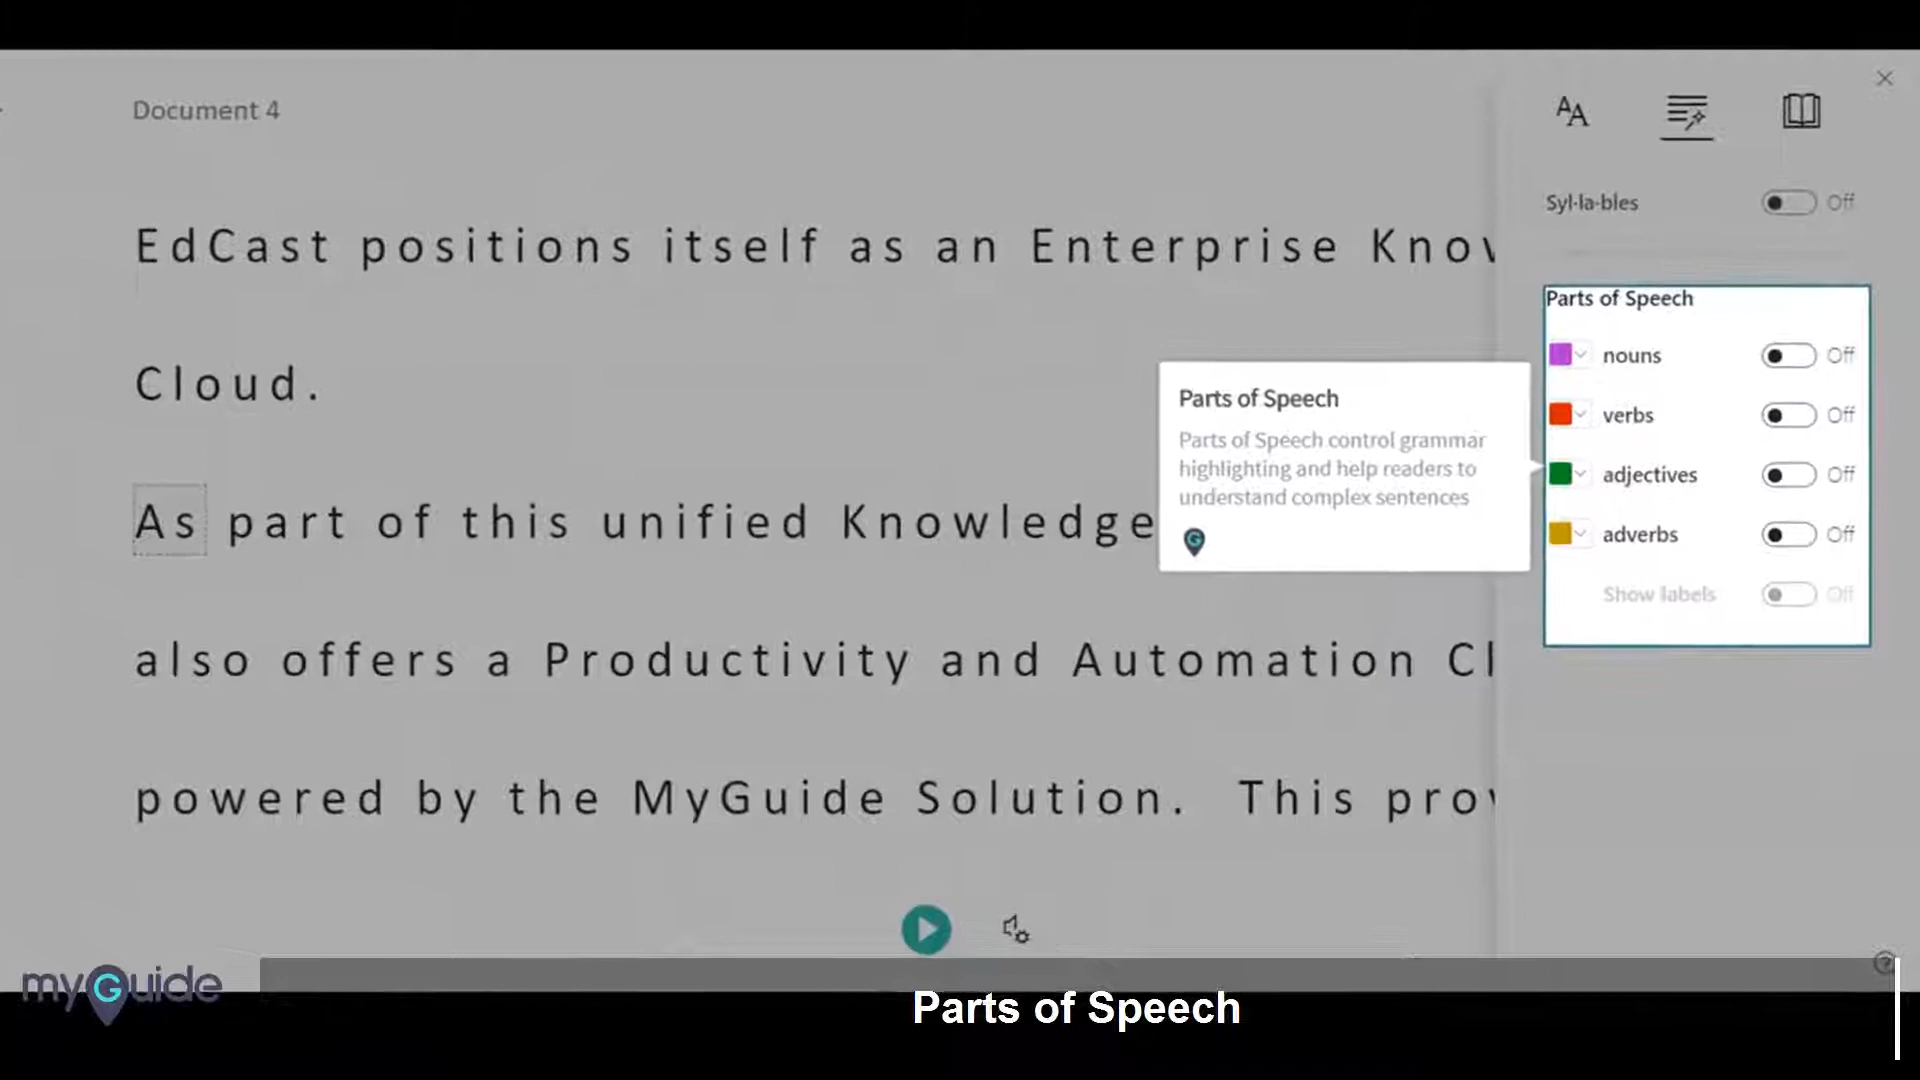 Document 4
EdCast positions itself as an Enterprise
Cloud.
As part of this unified Knowledge
also offers a Productivity and Automation
powered by the MyGuide Solution. This
AA
Syl·la·bles Off
Parts of Speech
nouns Off
verbs Off
adjectives Off
adverbs Off
Show labels Off
Parts of Speech
Parts of Speech control grammar
highlighting and help readers to
understand complex sentences
G
myGuide
Parts of Speech